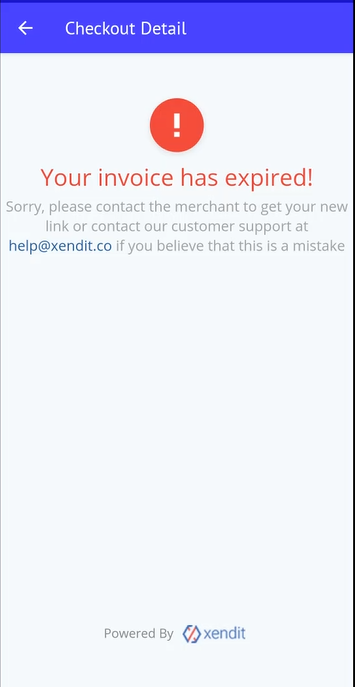 Checkout Detail
Your invoice has expired!
Sorry, please contact the merchant to get your new
link or contact our customer support at
help@xendit.co if you believe that this is a mistake
Powered By xendit